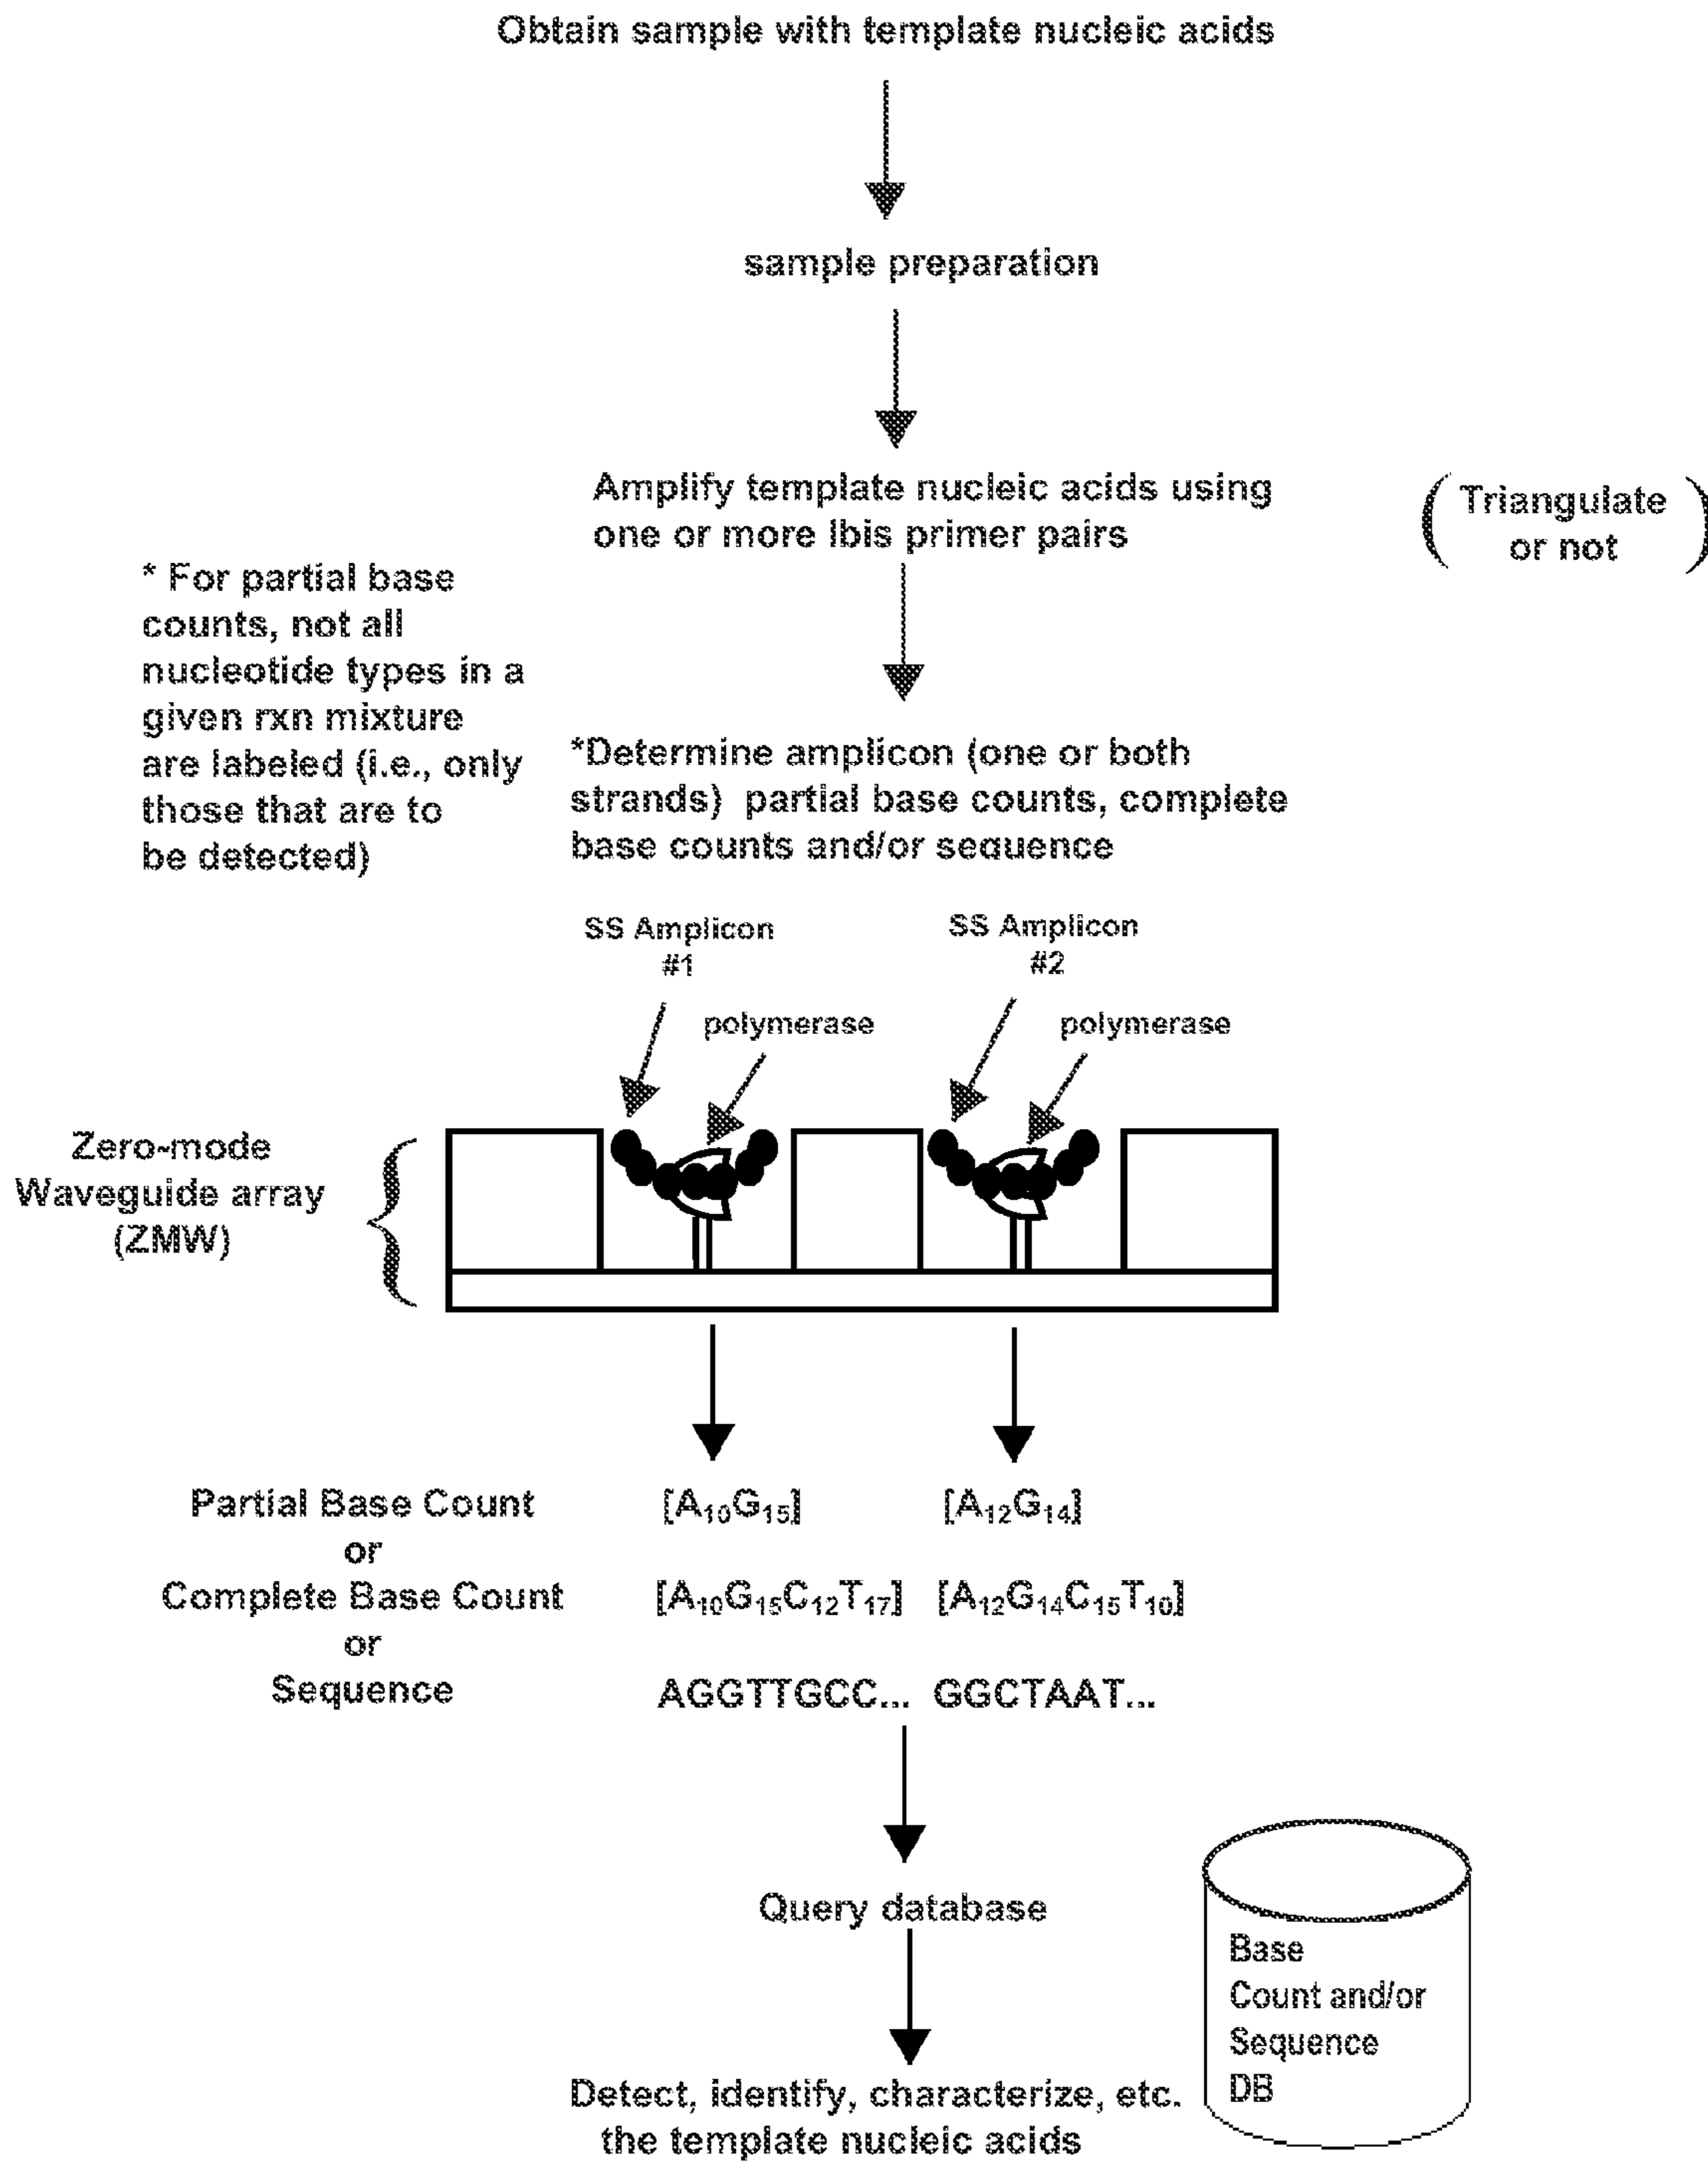 Obtain sample with template nucleic acids
sample preparation
Amplify template nucleic acids using
one or more Ibis primer pairs
Triangulate
or not
* For partial base
counts, not all
nucleotide types in a
given rxn mixture
are labeled (i.e., only
those that are to
be detected)
*Determine amplicon (one or both
strands) partial base counts, complete
base counts and/or sequence
SS Amplicon
#1
SS Amplicon
#2
polymerase
polymerase
Zero-mode
Waveguide array
(ZMW)
Partial Base Count
[A₁₀G₁₅]
[A₁₂G₁₄]
or
Complete Base Count
[A₁₀G₁₅C₁₂T₁₇]
[A₁₂G₁₄C₁₅T₁₀]
or
Sequence
AGGTTGCC...
GGCTAAT...
Query database
Base
Count and/or
Sequence
DB
Detect, identify, characterize, etc.
the template nucleic acids